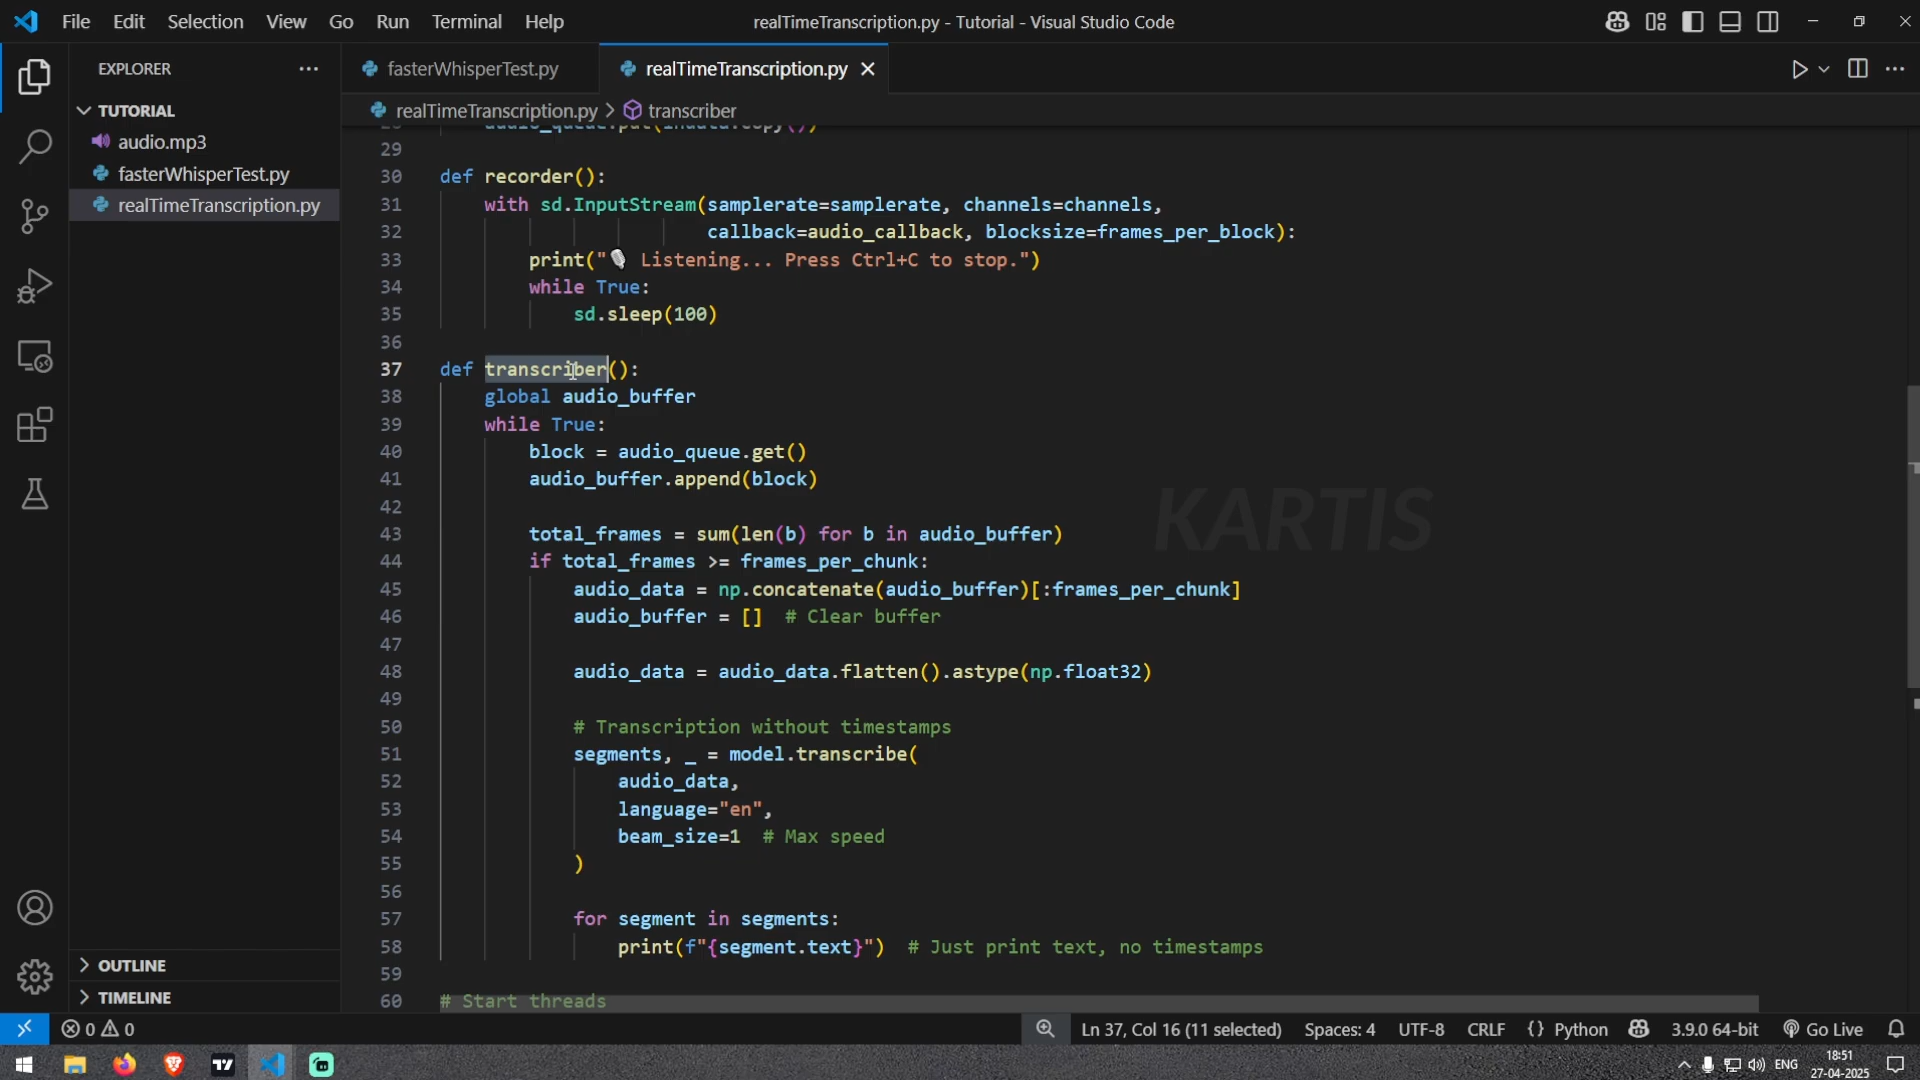 File Edit Selection View Go Run Terminal Help
realTimeTranscription.py - Tutorial - Visual Studio Code
EXPLORER
TUTORIAL
audio.mp3
fasterWhisperTest.py
realTimeTranscription.py
OUTLINE
TIMELINE
fasterWhisperTest.py
realTimeTranscription.py
realTimeTranscription.py > transcriber
28 audio_queue.put(indata.copy())
29
30 def recorder():
31 with sd.InputStream(samplerate=samplerate, channels=channels,
32 callback=audio_callback, blocksize=frames_per_block):
33 print("🎙 Listening... Press Ctrl+C to stop.")
34 while True:
35 sd.sleep(100)
36
37 def transcriber():
38 global audio_buffer
39 while True:
40 block = audio_queue.get()
41 audio_buffer.append(block)
42
43 total_frames = sum(len(b) for b in audio_buffer)
44 if total_frames >= frames_per_chunk:
45 audio_data = np.concatenate(audio_buffer)[:frames_per_chunk]
46 audio_buffer = [] # Clear buffer
47
48 audio_data = audio_data.flatten().astype(np.float32)
49
50 # Transcription without timestamps
51 segments, _ = model.transcribe(
52 audio_data,
53 language="en",
54 beam_size=1 # Max speed
55 )
56
57 for segment in segments:
58 print(f"{segment.text}") # Just print text, no timestamps
59
60 # Start threads
KARTIS
0 0
Ln 37, Col 16 (11 selected) Spaces: 4 UTF-8 CRLF {} Python 3.9.0 64-bit Go Live
ENG
18:51
27-04-2025